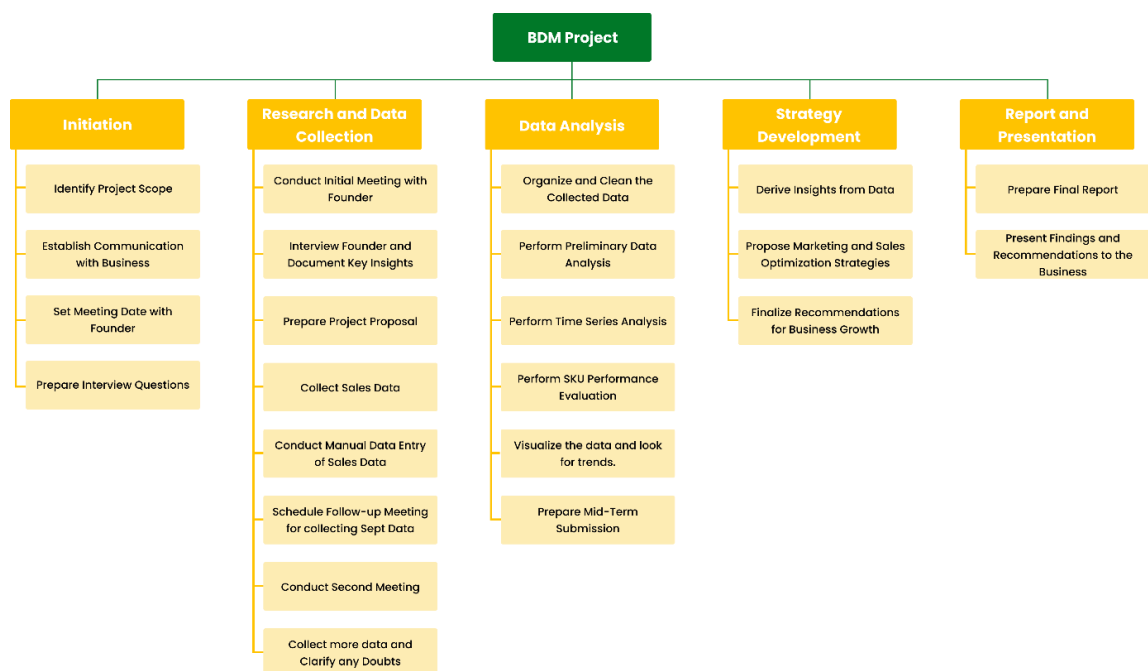 BDM Project
Initiation
Identify Project Scope
Establish Communication
with Business
Set Meeting Date with
Founder
Prepare Interview Questions
Research and Data
Collection
Conduct Initial Meeting with
Founder
Interview Founder and
Document Key Insights
Prepare Project Proposal
Collect Sales Data
Conduct Manual Data Entry
of Sales Data
Schedule Follow-up Meeting
for collecting Sept Data
Conduct Second Meeting
Collect more data and
Clarify any Doubts
Data Analysis
Organize and Clean the
Collected Data
Perform Preliminary Data
Analysis
Perform Time Series Analysis
Perform SKU Performance
Evaluation
Visualize the data and look
for trends.
Prepare Mid-Term
Submission
Strategy
Development
Derive Insights from Data
Propose Marketing and Sales
Optimization Strategies
Finalize Recommendations
for Business Growth
Report and
Presentation
Prepare Final Report
Present Findings and
Recommendations to the
Business